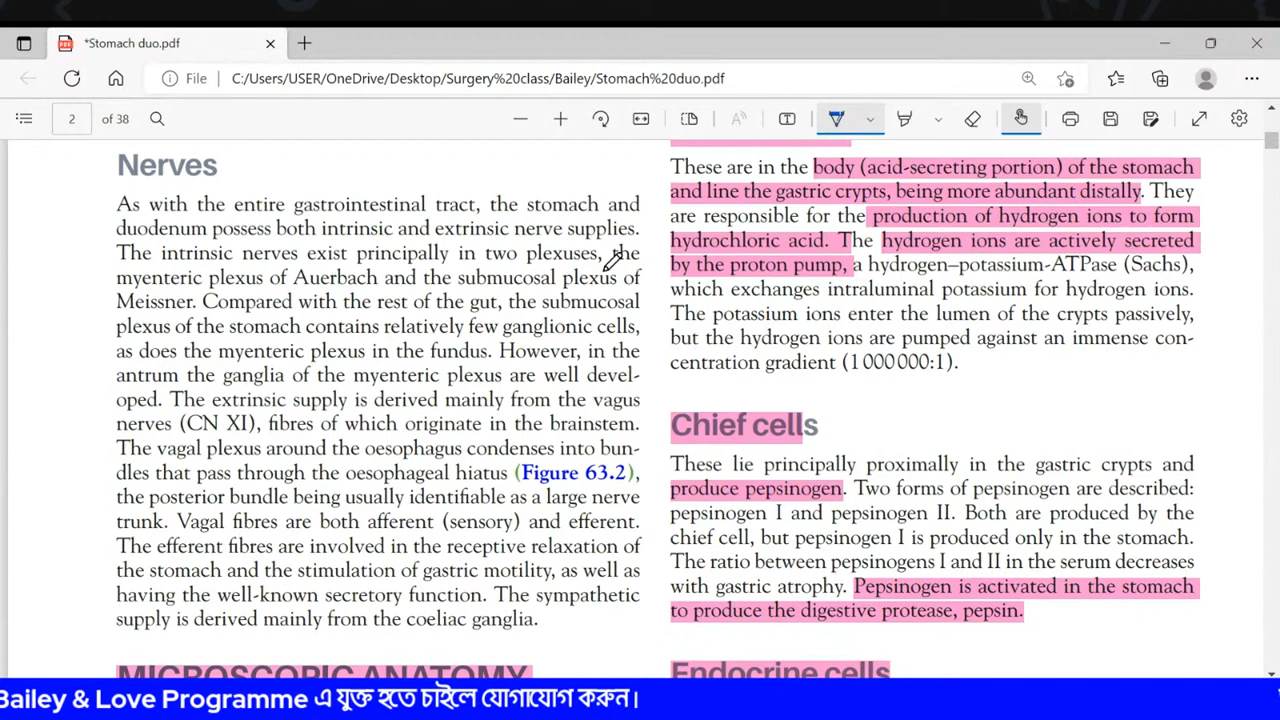 *Stomach duo.pdf
File C:/Users/USER/OneDrive/Desktop/Surgery%20class/Bailey/Stomach%20duo.pdf
2 of 38
Nerves
As with the entire gastrointestinal tract, the stomach and
duodenum possess both intrinsic and extrinsic nerve supplies.
The intrinsic nerves exist principally in two plexuses, the
myenteric plexus of Auerbach and the submucosal plexus of
Meissner. Compared with the rest of the gut, the submucosal
plexus of the stomach contains relatively few ganglionic cells,
as does the myenteric plexus in the fundus. However, in the
antrum the ganglia of the myenteric plexus are well devel-
oped. The extrinsic supply is derived mainly from the vagus
nerves (CN XI), fibres of which originate in the brainstem.
The vagal plexus around the oesophagus condenses into bun-
dles that pass through the oesophageal hiatus (Figure 63.2),
the posterior bundle being usually identifiable as a large nerve
trunk. Vagal fibres are both afferent (sensory) and efferent.
The efferent fibres are involved in the receptive relaxation of
the stomach and the stimulation of gastric motility, as well as
having the well-known secretory function. The sympathetic
supply is derived mainly from the coeliac ganglia.
MICROSCOPIC ANATOMY
These are in the body (acid-secreting portion) of the stomach
and line the gastric crypts, being more abundant distally. They
are responsible for the production of hydrogen ions to form
hydrochloric acid. The hydrogen ions are actively secreted
by the proton pump, a hydrogen–potassium-ATPase (Sachs),
which exchanges intraluminal potassium for hydrogen ions.
The potassium ions enter the lumen of the crypts passively,
but the hydrogen ions are pumped against an immense con-
centration gradient (1 000 000:1).
Chief cells
These lie principally proximally in the gastric crypts and
produce pepsinogen. Two forms of pepsinogen are described:
pepsinogen I and pepsinogen II. Both are produced by the
chief cell, but pepsinogen I is produced only in the stomach.
The ratio between pepsinogens I and II in the serum decreases
with gastric atrophy. Pepsinogen is activated in the stomach
to produce the digestive protease, pepsin.
Endocrine cells
Bailey & Love Programme এ যুক্ত হতে চাইলে যোগাযোগ করুন।